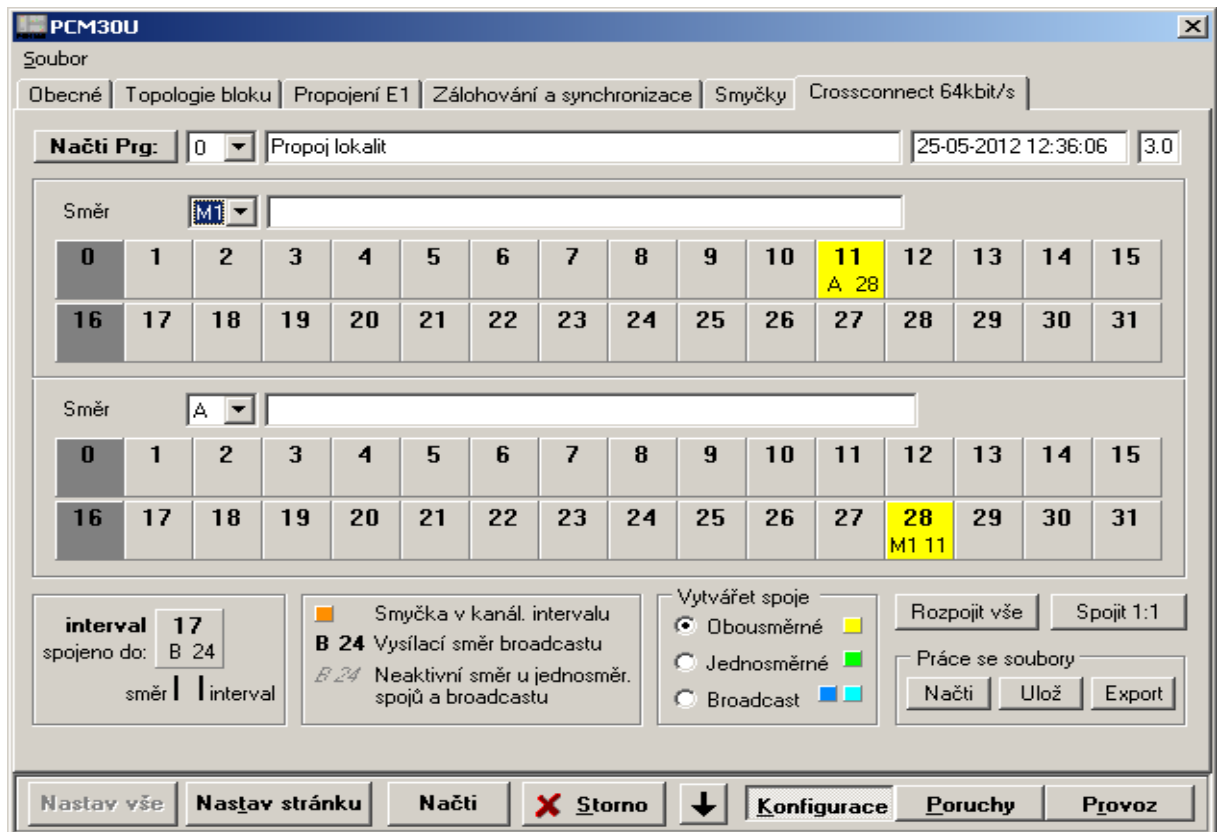 PCM30U
Soubor
Obecné Topologie bloku Propojení E1 Zálohování a synchronizace Smyčky Crossconnect 64kbit/s
Načti Prg: 0 Propoj lokalit 25-05-2012 12:36:06 3.0
Směr M1
0 1 2 3 4 5 6 7 8 9 10 11 12 13 14 15
A 28
16 17 18 19 20 21 22 23 24 25 26 27 28 29 30 31
Směr A
0 1 2 3 4 5 6 7 8 9 10 11 12 13 14 15
16 17 18 19 20 21 22 23 24 25 26 27 28 29 30 31
M1 11
interval 17
spojeno do: B 24
směr interval
Smyčka v kanál. intervalu
B 24 Vysílací směr broadcastu
B 24 Neaktivní směr u jednosměr.
spojů a broadcastu
Vytvářet spoje
Obousměrné
Jednosměrné
Broadcast
Rozpojit vše Spojit 1:1
Práce se soubory
Načti Ulož Export
Nastav vše Nastav stránku Načti Storno Konfigurace Poruchy Provoz